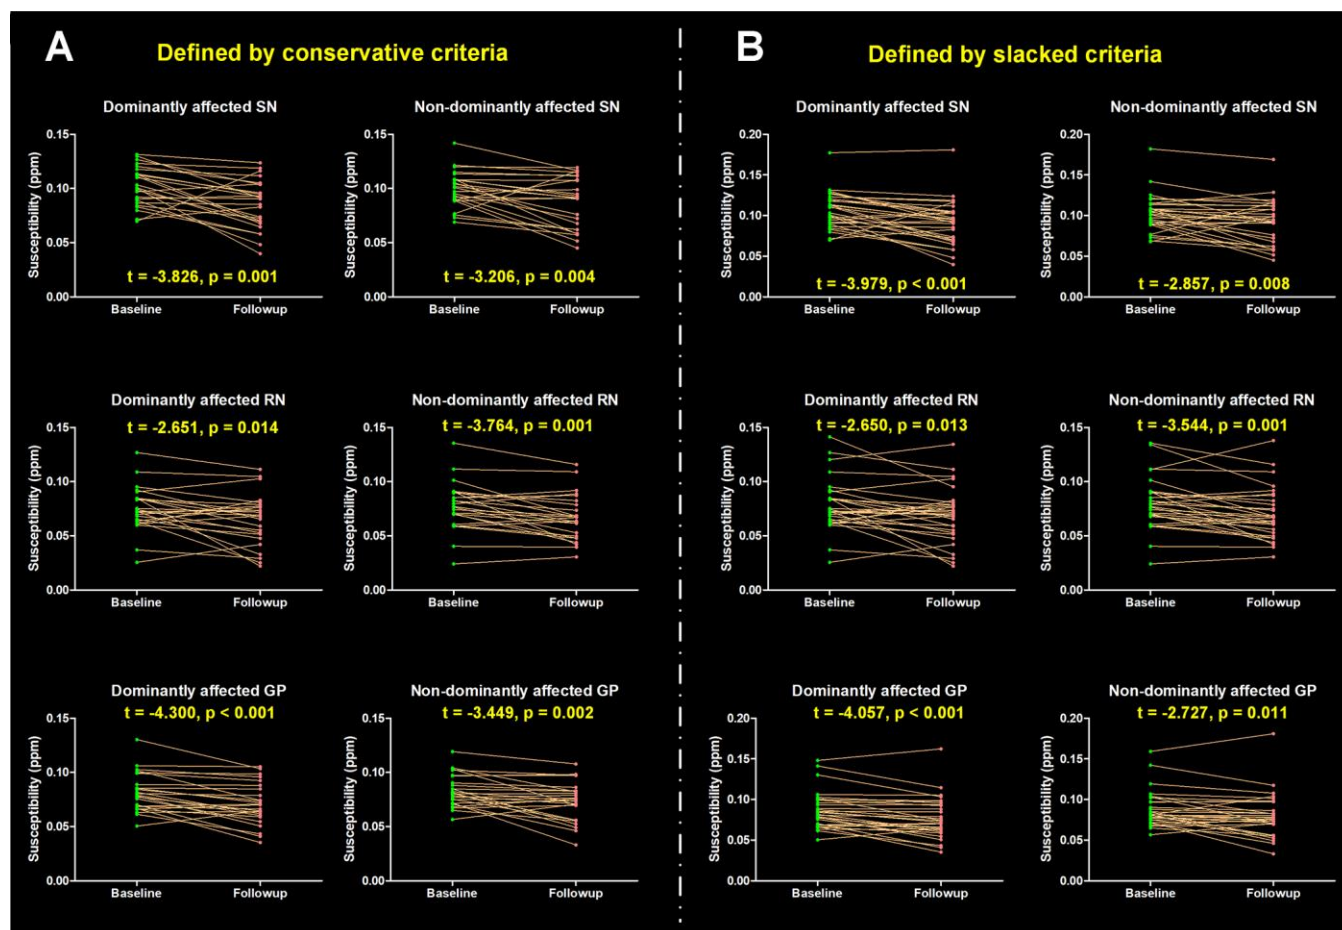 A
Defined by conservative criteria
B
Defined by slacked criteria
Dominantly affected SN
Non-dominantly affected SN
Dominantly affected SN
Non-dominantly affected SN
Susceptibility (ppm)
0.15
0.10
0.05
0.00
t = -3.826, p = 0.001
Baseline
Followup
0.15
0.10
0.05
0.00
t = -3.206, p = 0.004
Baseline
Followup
Susceptibility (ppm)
0.20
0.15
0.10
0.05
0.00
t = -3.979, p < 0.001
Baseline
Followup
Susceptibility (ppm)
0.20
0.15
0.10
0.05
0.00
t = -2.857, p = 0.008
Baseline
Followup
Dominantly affected RN
Non-dominantly affected RN
Dominantly affected RN
Non-dominantly affected RN
t = -2.651, p = 0.014
Susceptibility (ppm)
0.15
0.10
0.05
0.00
Baseline
Followup
t = -3.764, p = 0.001
Susceptibility (ppm)
0.15
0.10
0.05
0.00
Baseline
Followup
t = -2.650, p = 0.013
Susceptibility (ppm)
0.15
0.10
0.05
0.00
Baseline
Followup
t = -3.544, p = 0.001
Susceptibility (ppm)
0.15
0.10
0.05
0.00
Baseline
Followup
Dominantly affected GP
Non-dominantly affected GP
Dominantly affected GP
Non-dominantly affected GP
t = -4.300, p < 0.001
Susceptibility (ppm)
0.15
0.10
0.05
0.00
Baseline
Followup
t = -3.449, p = 0.002
Susceptibility (ppm)
0.15
0.10
0.05
0.00
Baseline
Followup
t = -4.057, p < 0.001
Susceptibility (ppm)
0.20
0.15
0.10
0.05
0.00
Baseline
Followup
t = -2.727, p = 0.011
Susceptibility (ppm)
0.20
0.15
0.10
0.05
0.00
Baseline
Followup